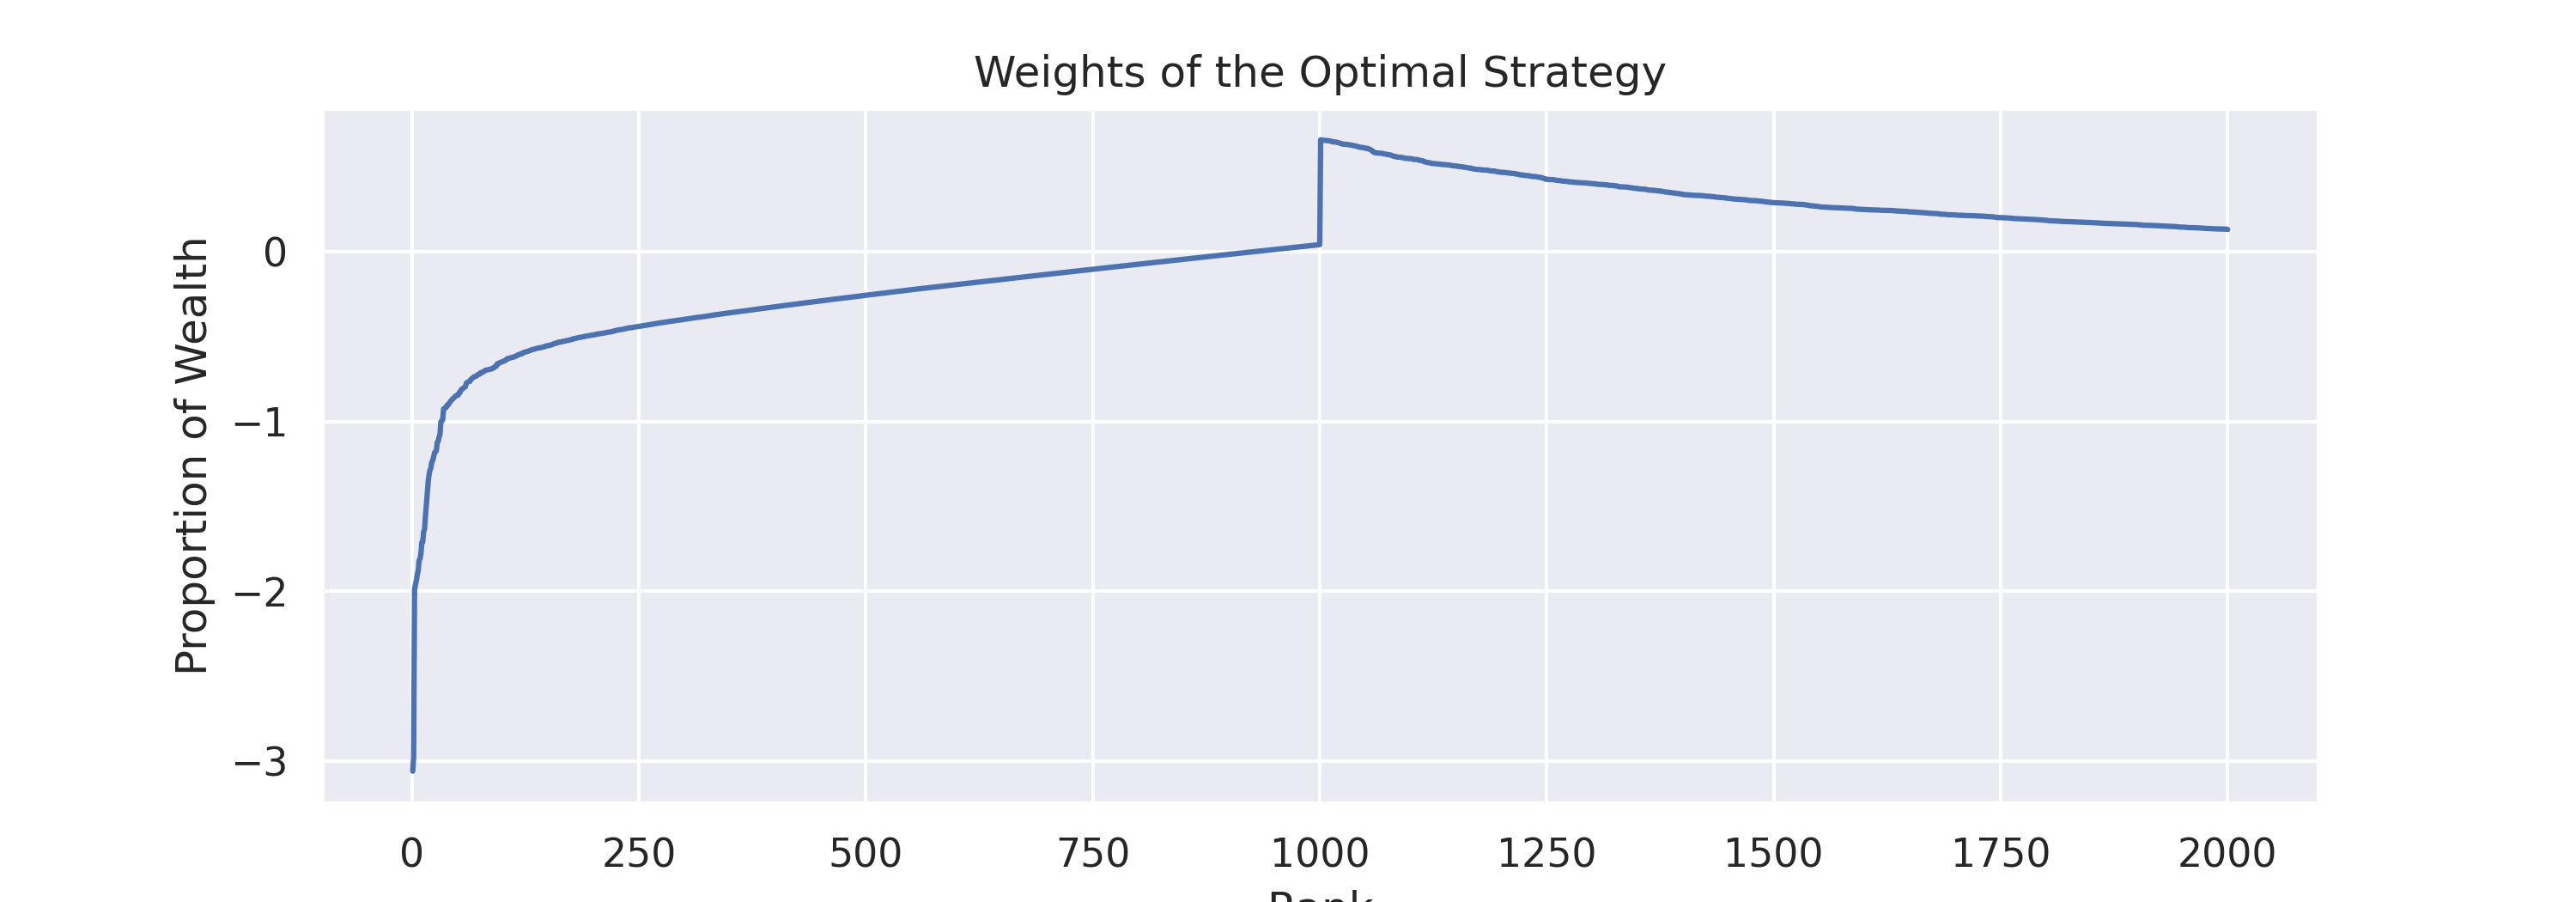 Weights of the Optimal Strategy
Proportion of Wealth
0
−1
−2
−3
0 250 500 750 1000 1250 1500 1750 2000
Rank